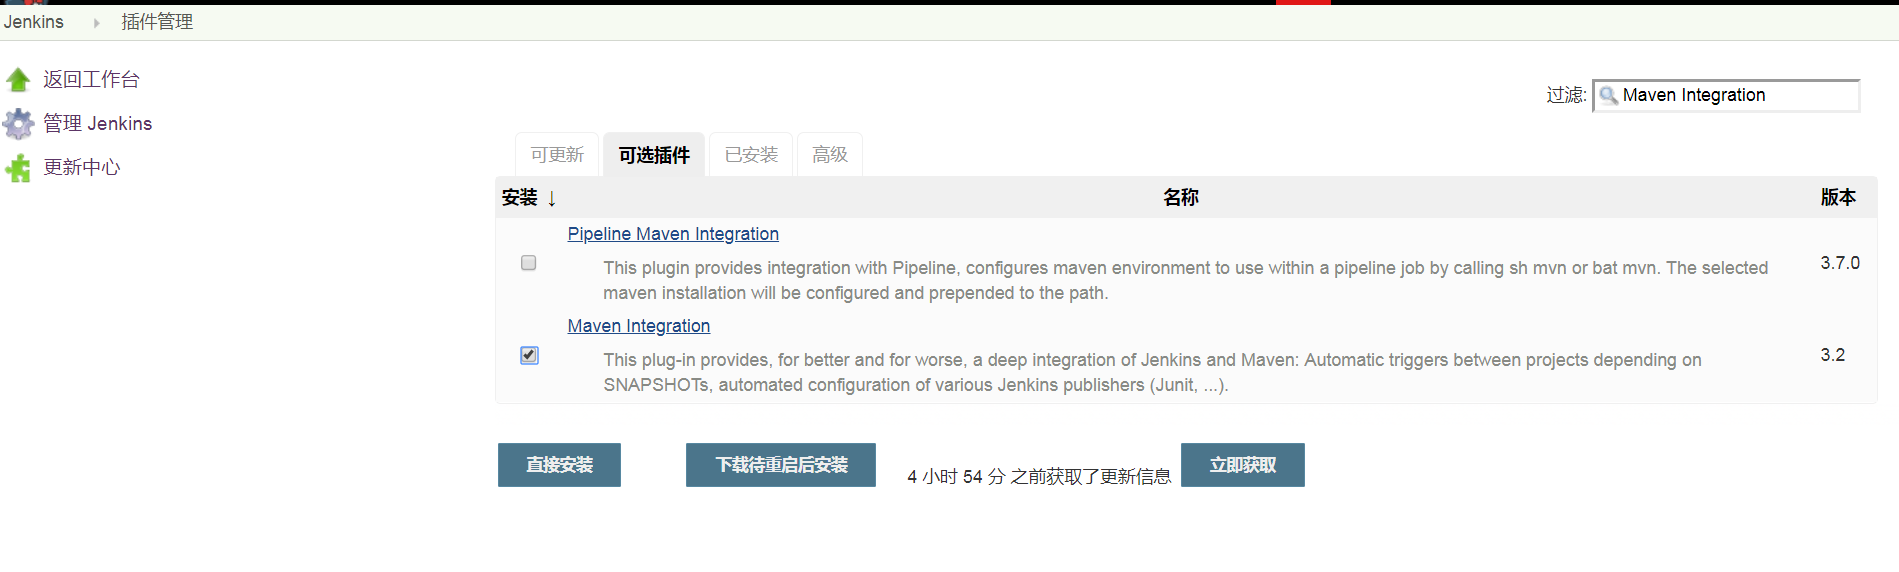 Jenkins 插件管理
返回工作台
管理 Jenkins
更新中心
过滤: Maven Integration
可更新 可选插件 已安装 高级
安装 ↓ 名称 版本
Pipeline Maven Integration
This plugin provides integration with Pipeline, configures maven environment to use within a pipeline job by calling sh mvn or bat mvn. The selected
maven installation will be configured and prepended to the path.
3.7.0
Maven Integration
This plug-in provides, for better and for worse, a deep integration of Jenkins and Maven: Automatic triggers between projects depending on
SNAPSHOTs, automated configuration of various Jenkins publishers (Junit, ...).
3.2
直接安装 下载待重启后安装 4 小时 54 分 之前获取了更新信息 立即获取